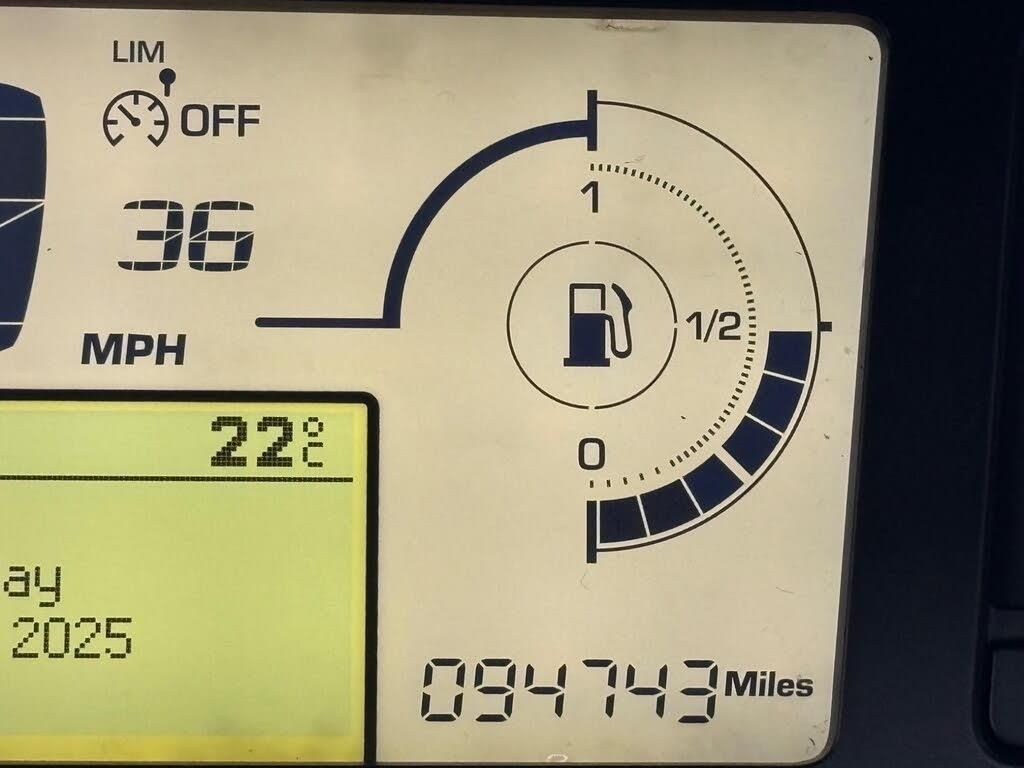 LIM
OFF
36
MPH
1
1/2
0
22°C
ay
2025
094743 Miles